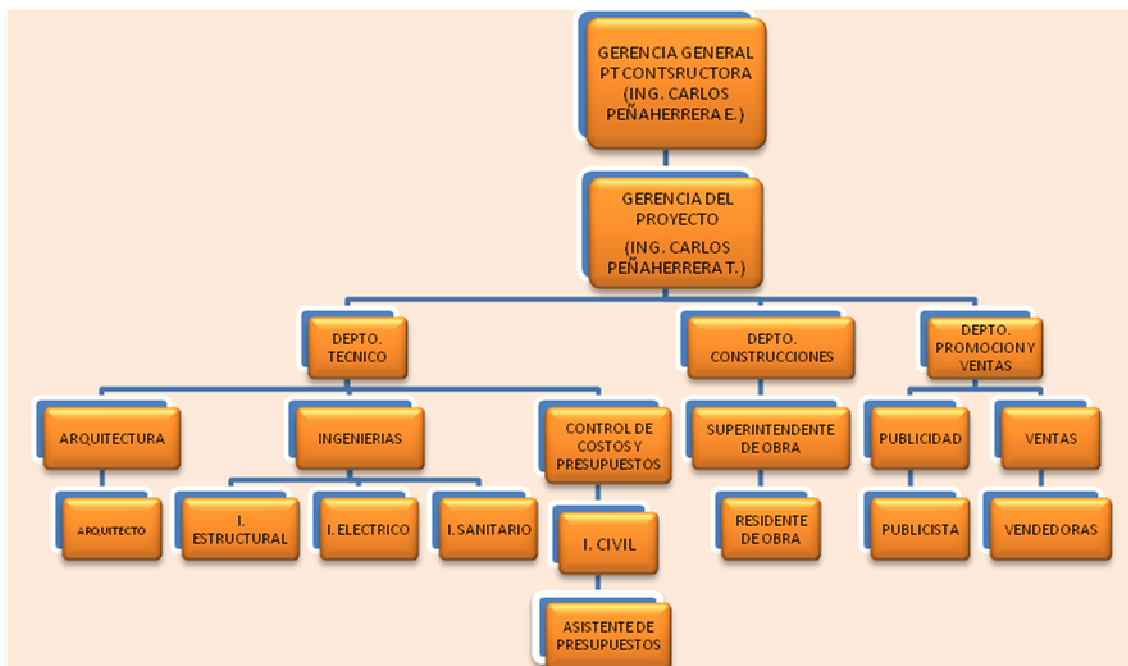 GERENCIA GENERAL
PT CONTSRUCTORA
(ING. CARLOS
PEÑAHERRERA E.)
GERENCIA DEL
PROYECTO
(ING. CARLOS
PEÑAHERRERA T.)
DEPTO.
TECNICO
DEPTO.
CONSTRUCCIONES
DEPTO.
PROMOCION Y
VENTAS
ARQUITECTURA
INGENIERIAS
CONTROL DE
COSTOS Y
PRESUPUESTOS
SUPERINTENDENTE
DE OBRA
PUBLICIDAD
VENTAS
ARQUITECTO
I.
ESTRUCTURAL
I. ELECTRICO
I. SANITARIO
I. CIVIL
RESIDENTE
DE OBRA
PUBLICISTA
VENDEDORAS
ASISTENTE DE
PRESUPUESTOS